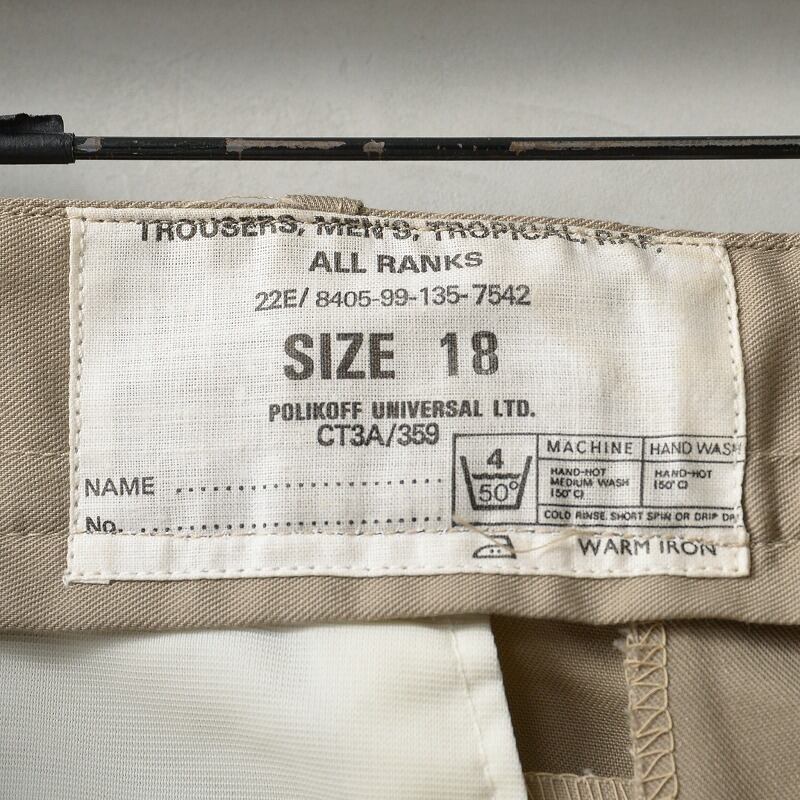 TROUSERS, MEN'S, TROPICAL, RAF.
ALL RANKS
22E/ 8405-99-135-7542
SIZE 18
POLIKOFF UNIVERSAL LTD.
CT3A/359
NAME ..............................
No. ..............................
4
50°
MACHINE
HAND-HOT
MEDIUM WASH
(50°C)
HAND WASH
HAND-HOT
(50°C)
COLD RINSE. SHORT SPIN OR DRIP DR
WARM IRON